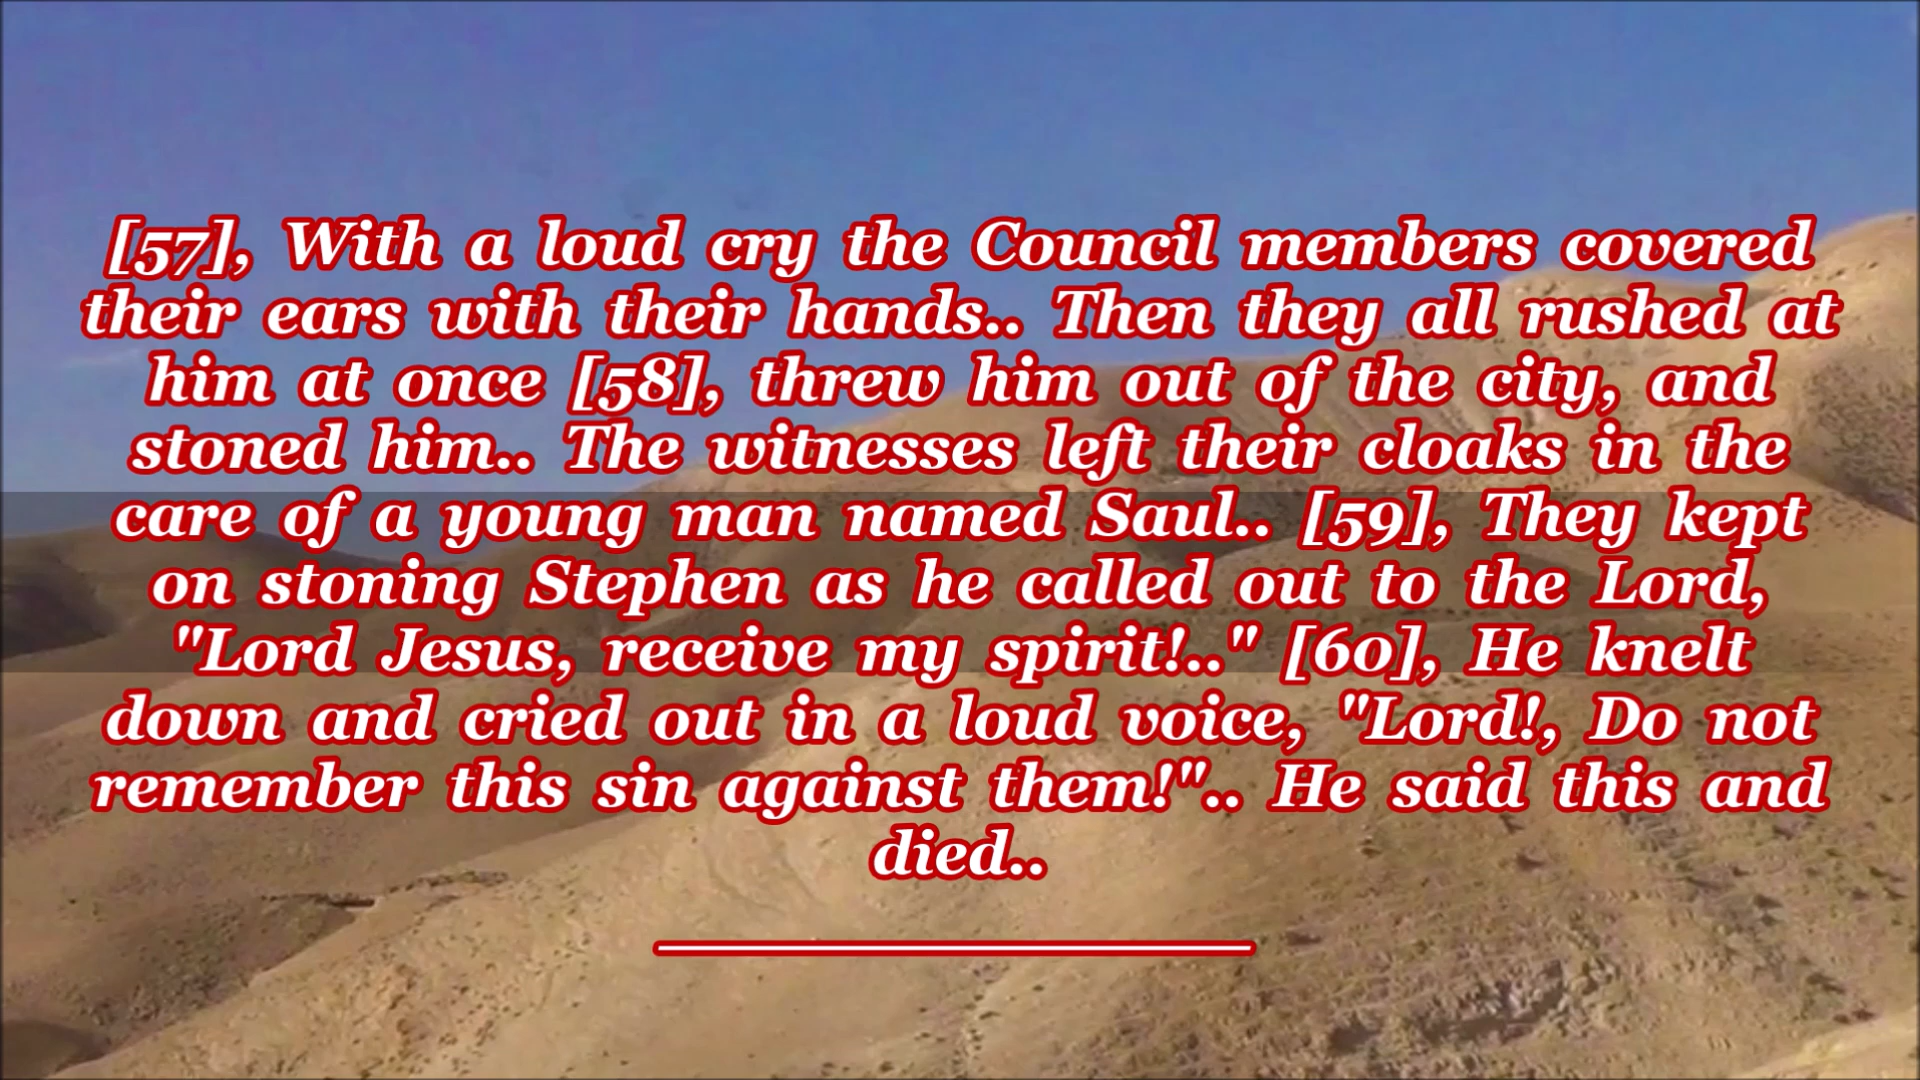 [57], With a loud cry the Council members covered
their ears with their hands.. Then they all rushed at
him at once [58], threw him out of the city, and
stoned him.. The witnesses left their cloaks in the
care of a young man named Saul.. [59], They kept
on stoning Stephen as he called out to the Lord,
"Lord Jesus, receive my spirit!.." [60], He knelt
down and cried out in a loud voice, "Lord!, Do not
remember this sin against them!".. He said this and
died..